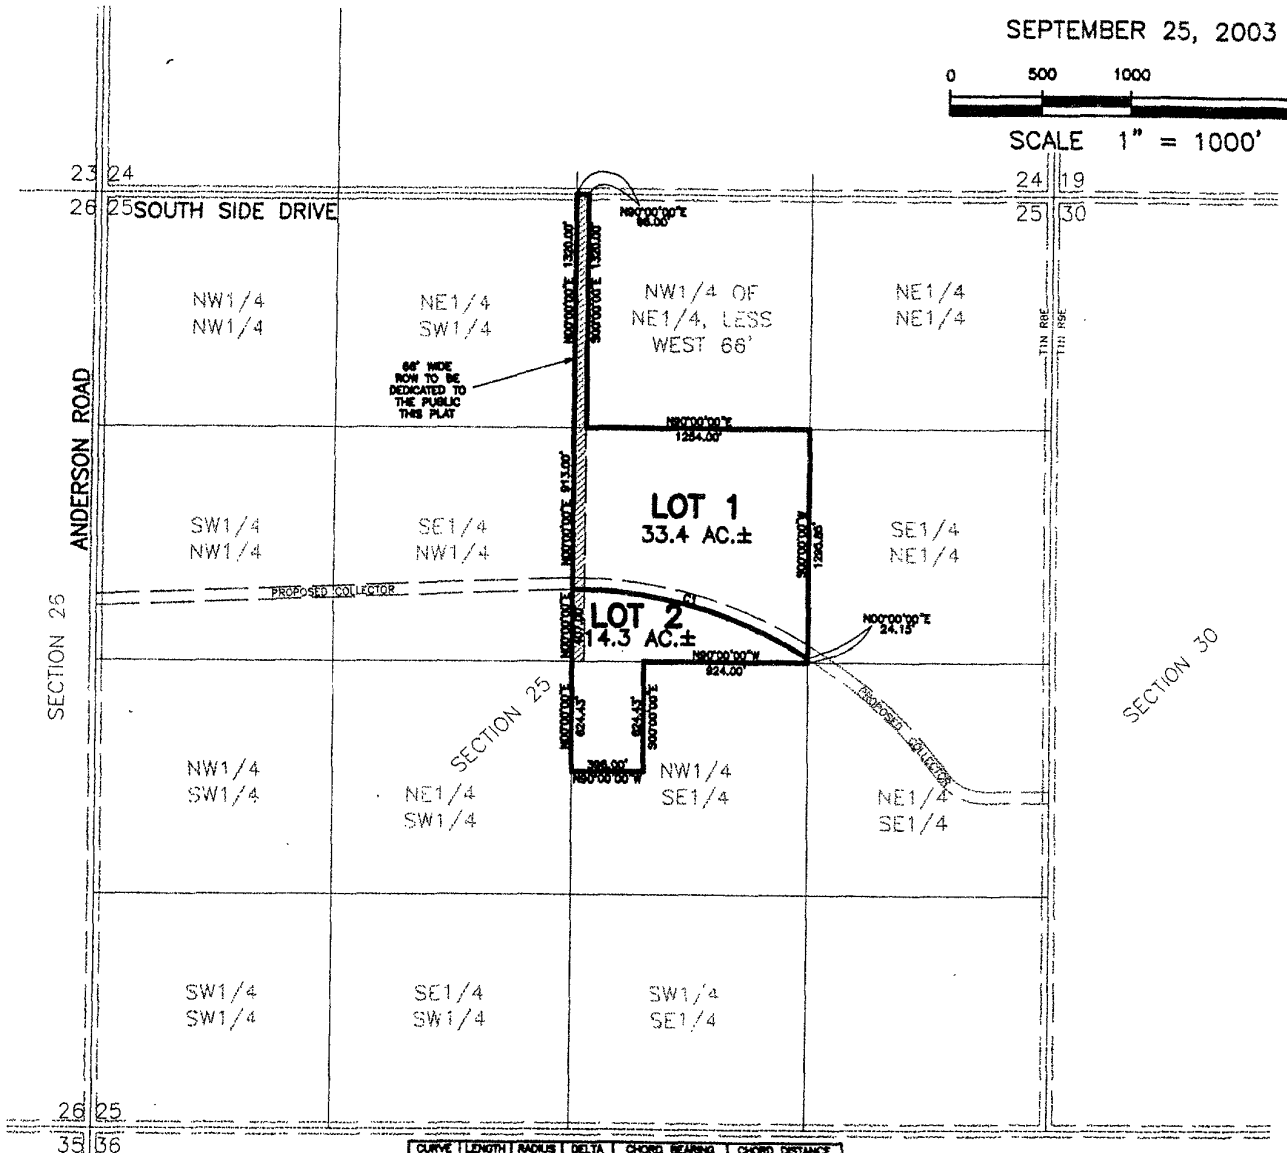 SEPTEMBER 25, 2003
0 500 1000
SCALE 1" = 1000'
23 24
26 25
SOUTH SIDE DRIVE
24 19
25 30
N90°00'00"E
66.00'
N00°00'00"E 1320.00'
S00°00'00"E 1320.00'
NW1/4
NW1/4
NE1/4
SW1/4
NW1/4 OF
NE1/4, LESS
WEST 66'
NE1/4
NE1/4
T1N R8E
T1N R9E
66' WIDE
ROW TO BE
DEDICATED TO
THE PUBLIC
THIS PLAT
ANDERSON ROAD
N90°00'00"E
1254.00'
N00°00'00"E 913.00'
LOT 1
33.4 AC.±
S00°00'00"W
1295.85'
SW1/4
NW1/4
SE1/4
NW1/4
SE1/4
NE1/4
PROPOSED COLLECTOR
C1
LOT 2
14.3 AC.±
N00°00'00"E
N00°00'00"E
24.15'
N90°00'00"W
924.00'
SECTION 26
SECTION 25
SECTION 30
N00°00'00"E
624.43'
624.43'
S00°00'00"E
396.00'
N90°00'00"W
PROPOSED COLLECTOR
NW1/4
SW1/4
NE1/4
SW1/4
NW1/4
SE1/4
NE1/4
SE1/4
SW1/4
SW1/4
SE1/4
SW1/4
SW1/4
SE1/4
26 25
35 36
CURVE LENGTH RADIUS DELTA CHORD BEARING CHORD DISTANCE